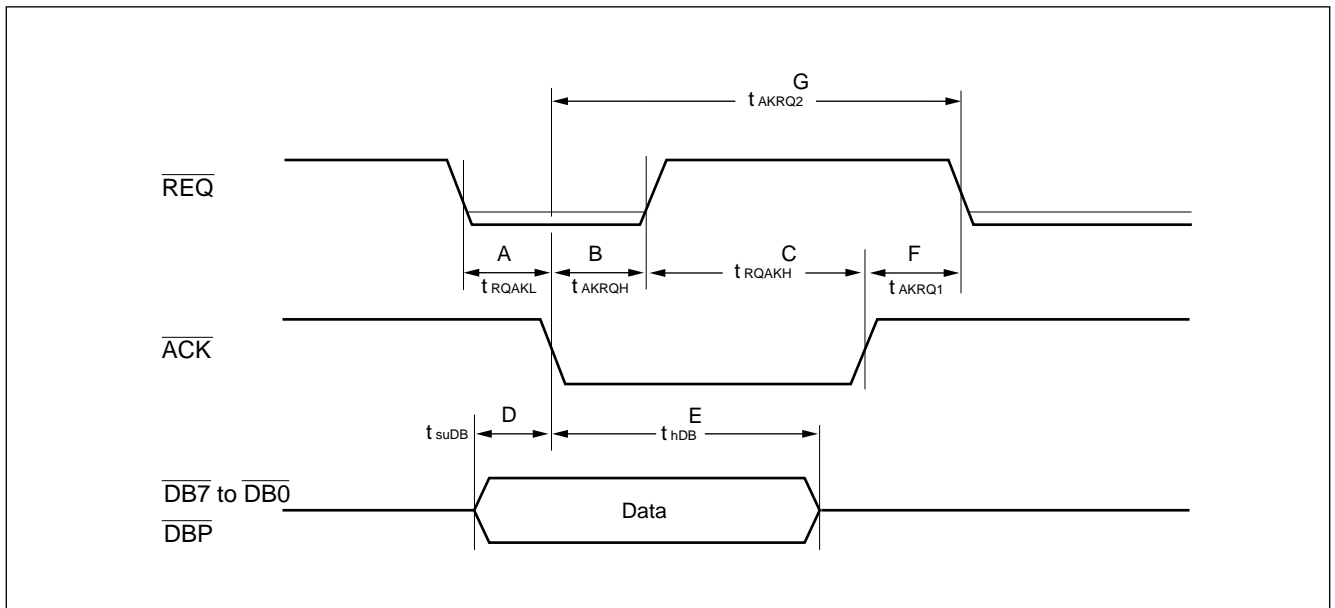 G
t AKRQ2
REQ
A B C F
t RQAKL t AKRQH t RQAKH t AKRQ1
ACK
D E
t suDB t hDB
DB7 to DB0
Data
DBP